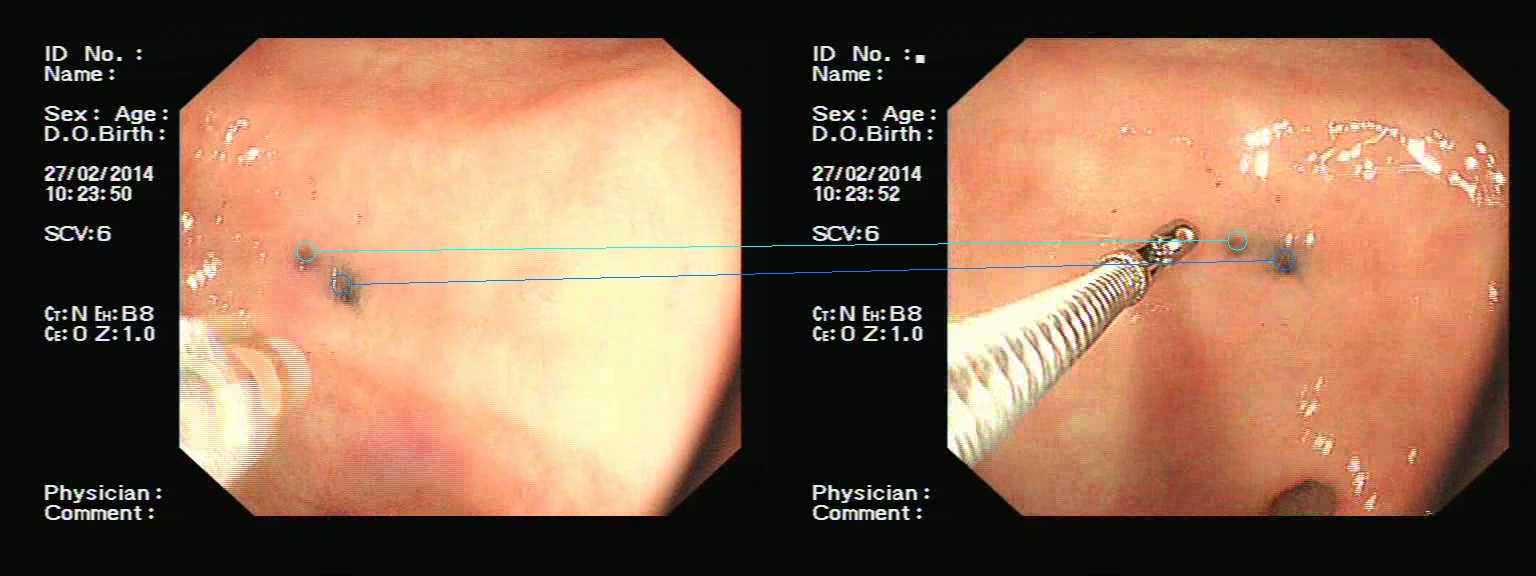 ID No. :
Name:
Sex: Age:
D.O.Birth:
27/02/2014
10:23:50
SCV:6
CT:N EH:B8
CE:0 Z:1.0
Physician:
Comment:
ID No. :
Name:
Sex: Age:
D.O.Birth:
27/02/2014
10:23:52
SCV:6
CT:N EH:B8
CE:0 Z:1.0
Physician:
Comment: